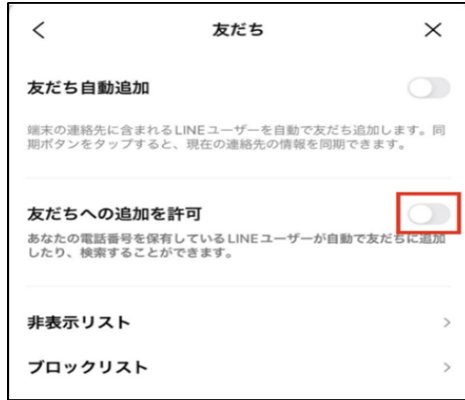 友だち
友だち自動追加
端末の連絡先に含まれるLINEユーザーを自動で友だち追加します。同
期ボタンをタップすると、現在の連絡先の情報を同期できます。
友だちへの追加を許可
あなたの電話番号を保有しているLINEユーザーが自動で友だちに追加
したり、検索することができます。
非表示リスト
ブロックリスト